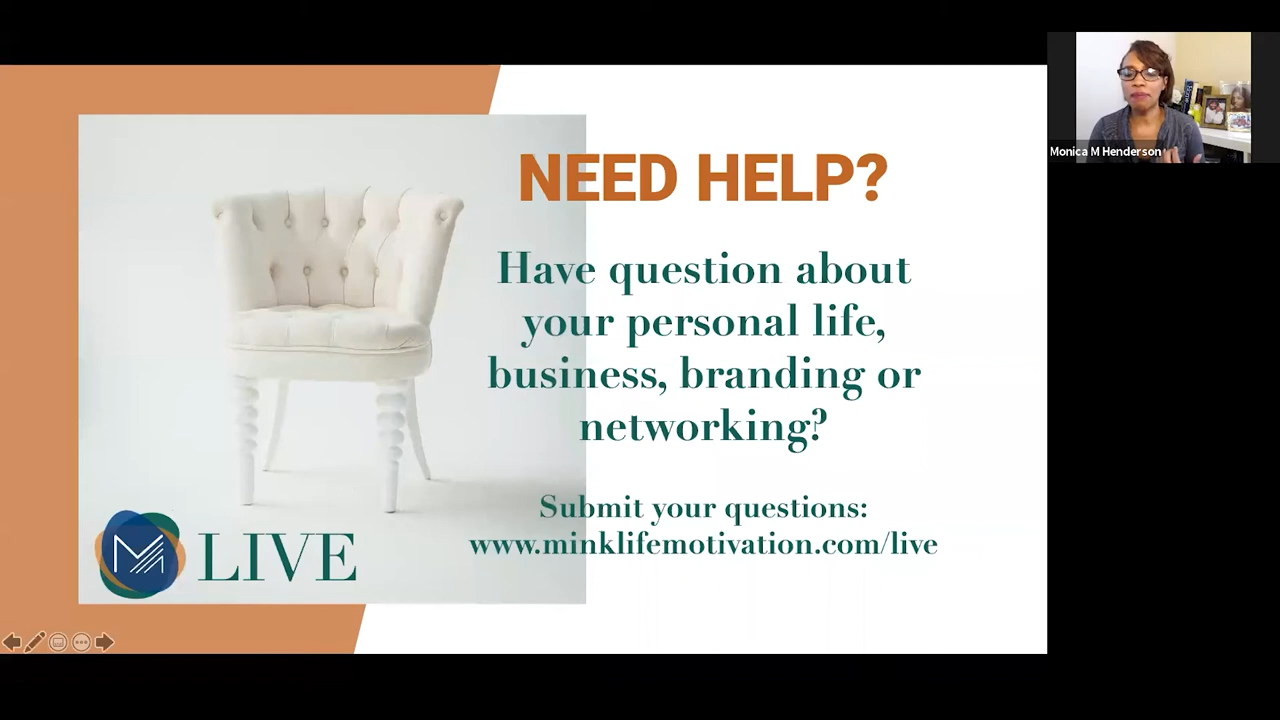 NEED HELP?
Have question about
your personal life,
business, branding or
networking?
Submit your questions:
www.minklifemotivation.com/live
LIVE
Monica M Henderson